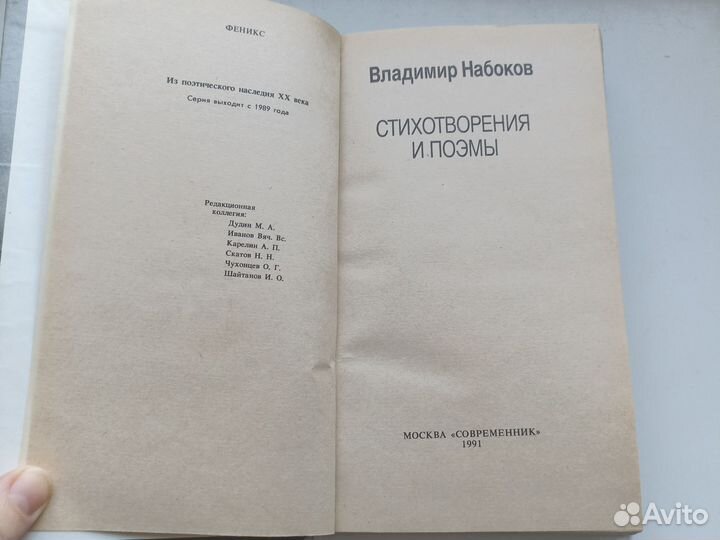 ФЕНИКС
Из поэтического наследия XX века
Серия выходит с 1989 года
Редакционная
коллегия:
Дудин М. А.
Иванов Вяч. Вс.
Карелин А. П.
Скатов Н. Н.
Чухонцев О. Г.
Шайтанов И. О.
Владимир Набоков
СТИХОТВОРЕНИЯ
И ПОЭМЫ
МОСКВА «СОВРЕМЕННИК»
1991
Avito